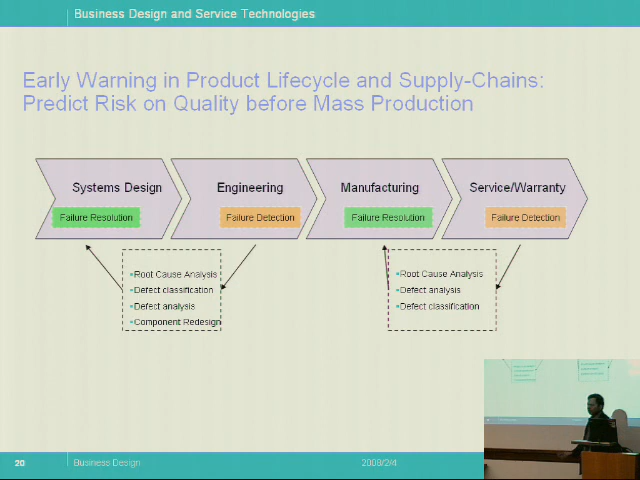 Business Design and Service Technologies
Early Warning in Product Lifecycle and Supply-Chains:
Predict Risk on Quality before Mass Production
Systems Design
Failure Resolution
Engineering
Failure Detection
Manufacturing
Failure Resolution
Service/Warranty
Failure Detection
Root Cause Analysis
Defect classification
Defect analysis
Component Redesign
Root Cause Analysis
Defect analysis
Defect classification
20
Business Design
2008/2/4